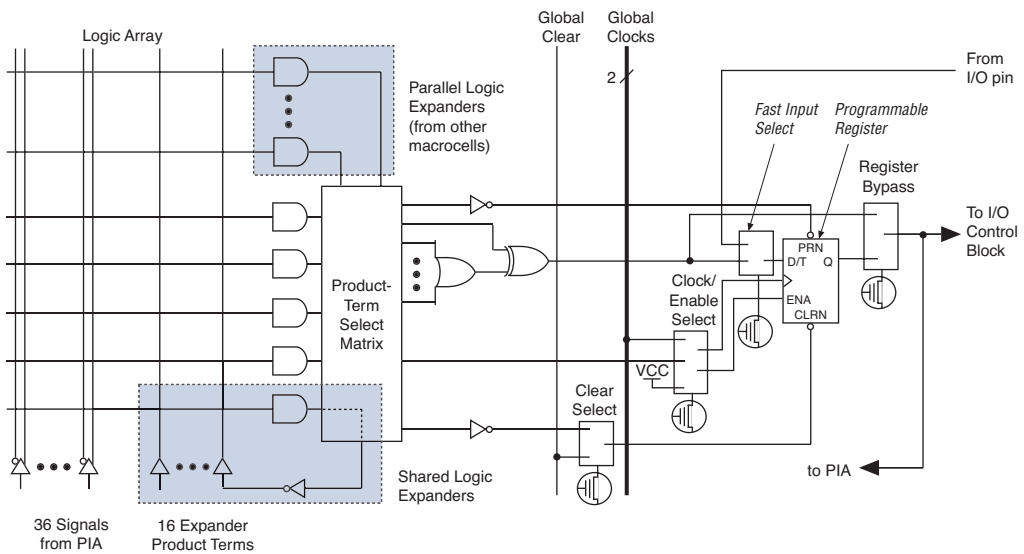 Logic Array
Global
Clear
Global
Clocks
2
From
I/O pin
Parallel Logic
Expanders
(from other
macrocells)
Fast Input
Select
Programmable
Register
Register
Bypass
To I/O
Control
Block
PRN
D/T
Q
ENA
CLRN
Product-
Term
Select
Matrix
Clock/
Enable
Select
VCC
Clear
Select
Shared Logic
Expanders
to PIA
36 Signals
from PIA
16 Expander
Product Terms